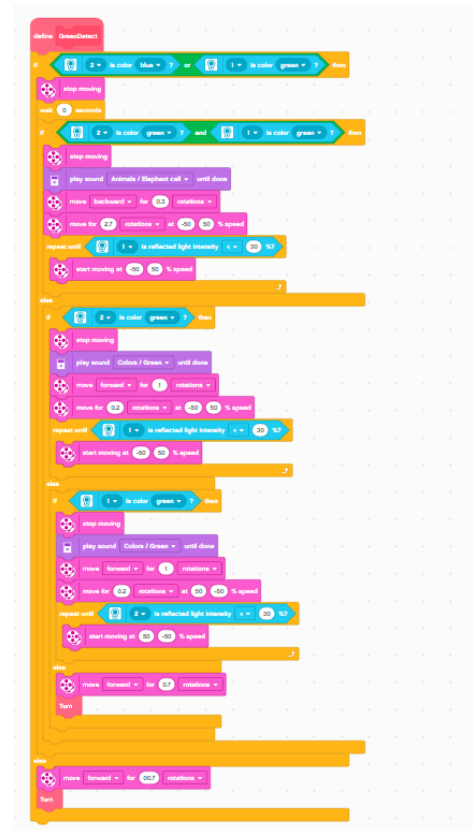 define GreenDetect
if 2 is color blue ? or 1 is color green ? then
stop moving
wait 0 seconds
if 2 is color green ? and 1 is color green ? then
stop moving
play sound Animals / Elephant call until done
move backward for 0.3 rotations
move for 2.7 rotations at -50 50 % speed
repeat until 1 is reflected light intensity < 30 %?
start moving at -50 50 % speed
else
if 2 is color green ? then
stop moving
play sound Colors / Green until done
move forward for 1 rotations
move for 0.2 rotations at -50 50 % speed
repeat until 1 is reflected light intensity < 30 %?
start moving at -50 50 % speed
else
if 1 is color green ? then
stop moving
play sound Colors / Green until done
move forward for 1 rotations
move for 0.2 rotations at 50 -50 % speed
repeat until 2 is reflected light intensity < 30 %?
start moving at 50 -50 % speed
else
move forward for 0.7 rotations
Turn
else
move forward for 00.7 rotations
Turn